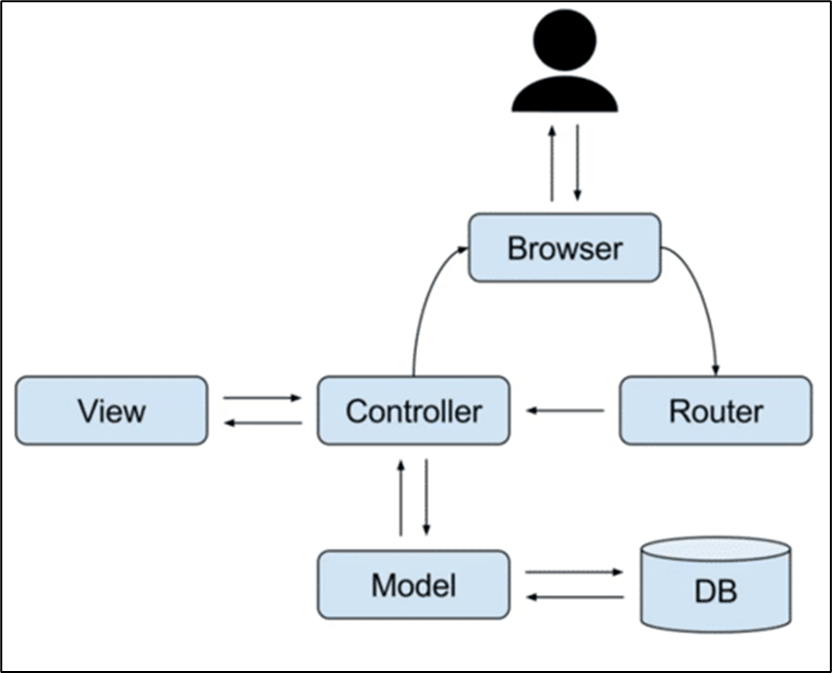 Browser
View
Controller
Router
Model
DB